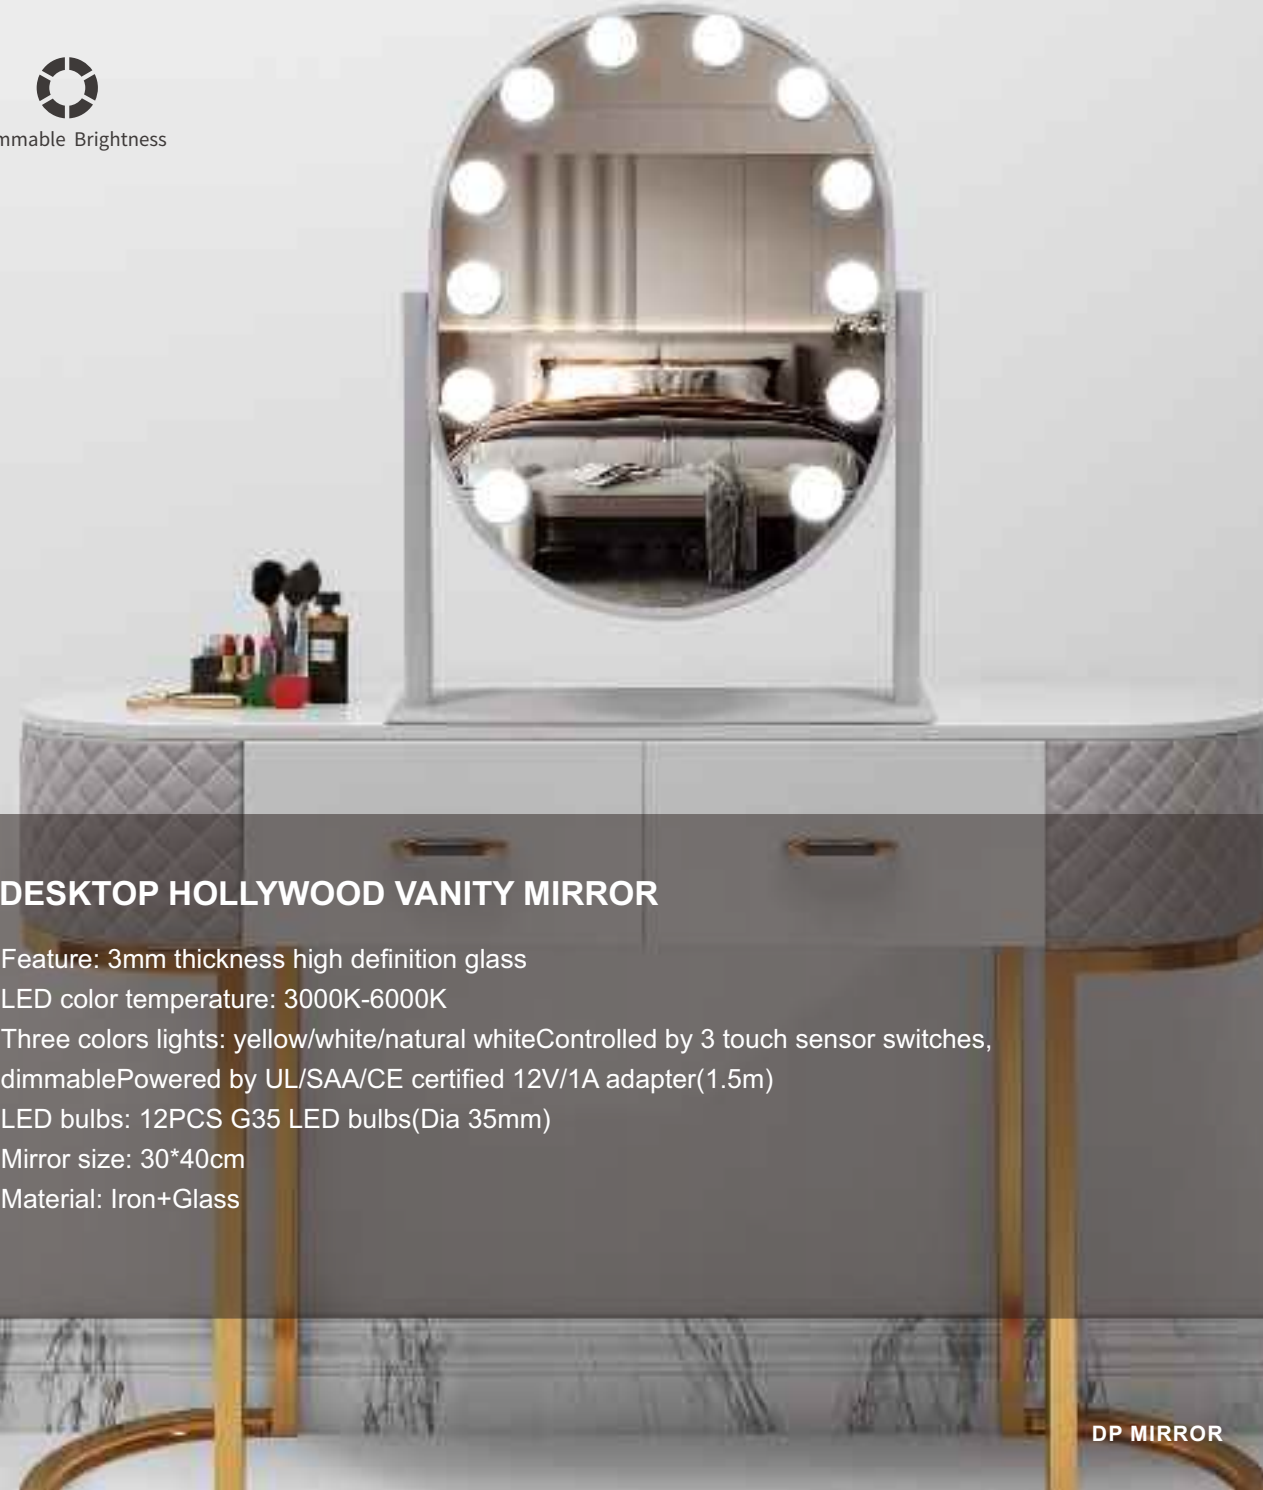 Brightness
DESKTOP HOLLYWOOD VANITY MIRROR
Feature: 3mm thickness high definition glass
LED color temperature: 3000K-6000K
Three colors lights: yellow/white/natural whiteControlled by 3 touch sensor switches,
dimmablePowered by UL/SAA/CE certified 12V/1A adapter(1.5m)
LED bulbs: 12PCS G35 LED bulbs(Dia 35mm)
Mirror size: 30*40cm
Material: Iron+Glass
DP MIRROR